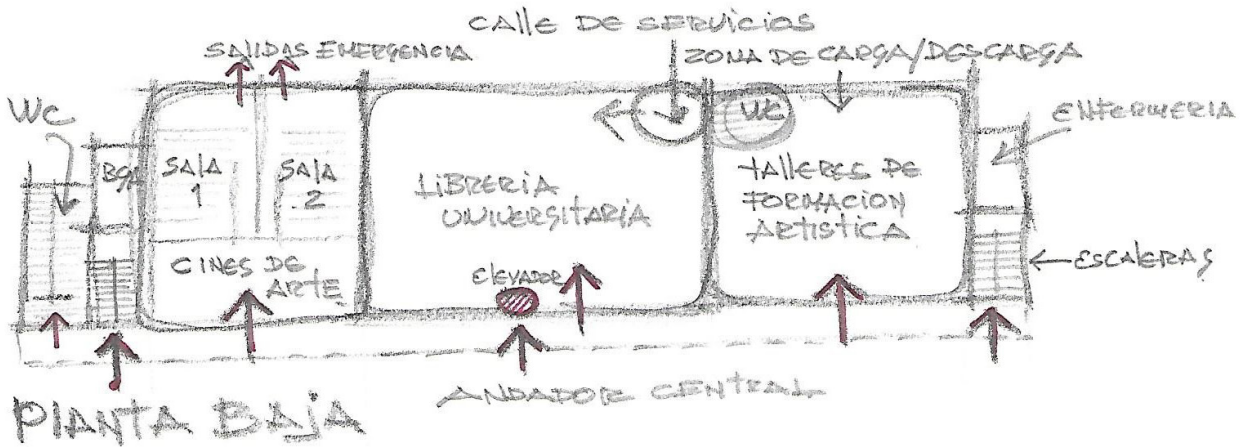 CALLE DE SERVICIOS
SALIDAS EMERGENCIA
ZONA DE CARGA/DESCARGA
WC
WC
ENFERMERIA
BGA
SALA
1
SALA
2
LIBRERIA
UNIVERSITARIA
TALLERES DE
FORMACION
ARTISTICA
CINES DE
ARTE
ELEVADOR
ESCALERAS
ANDADOR CENTRAL
PLANTA BAJA